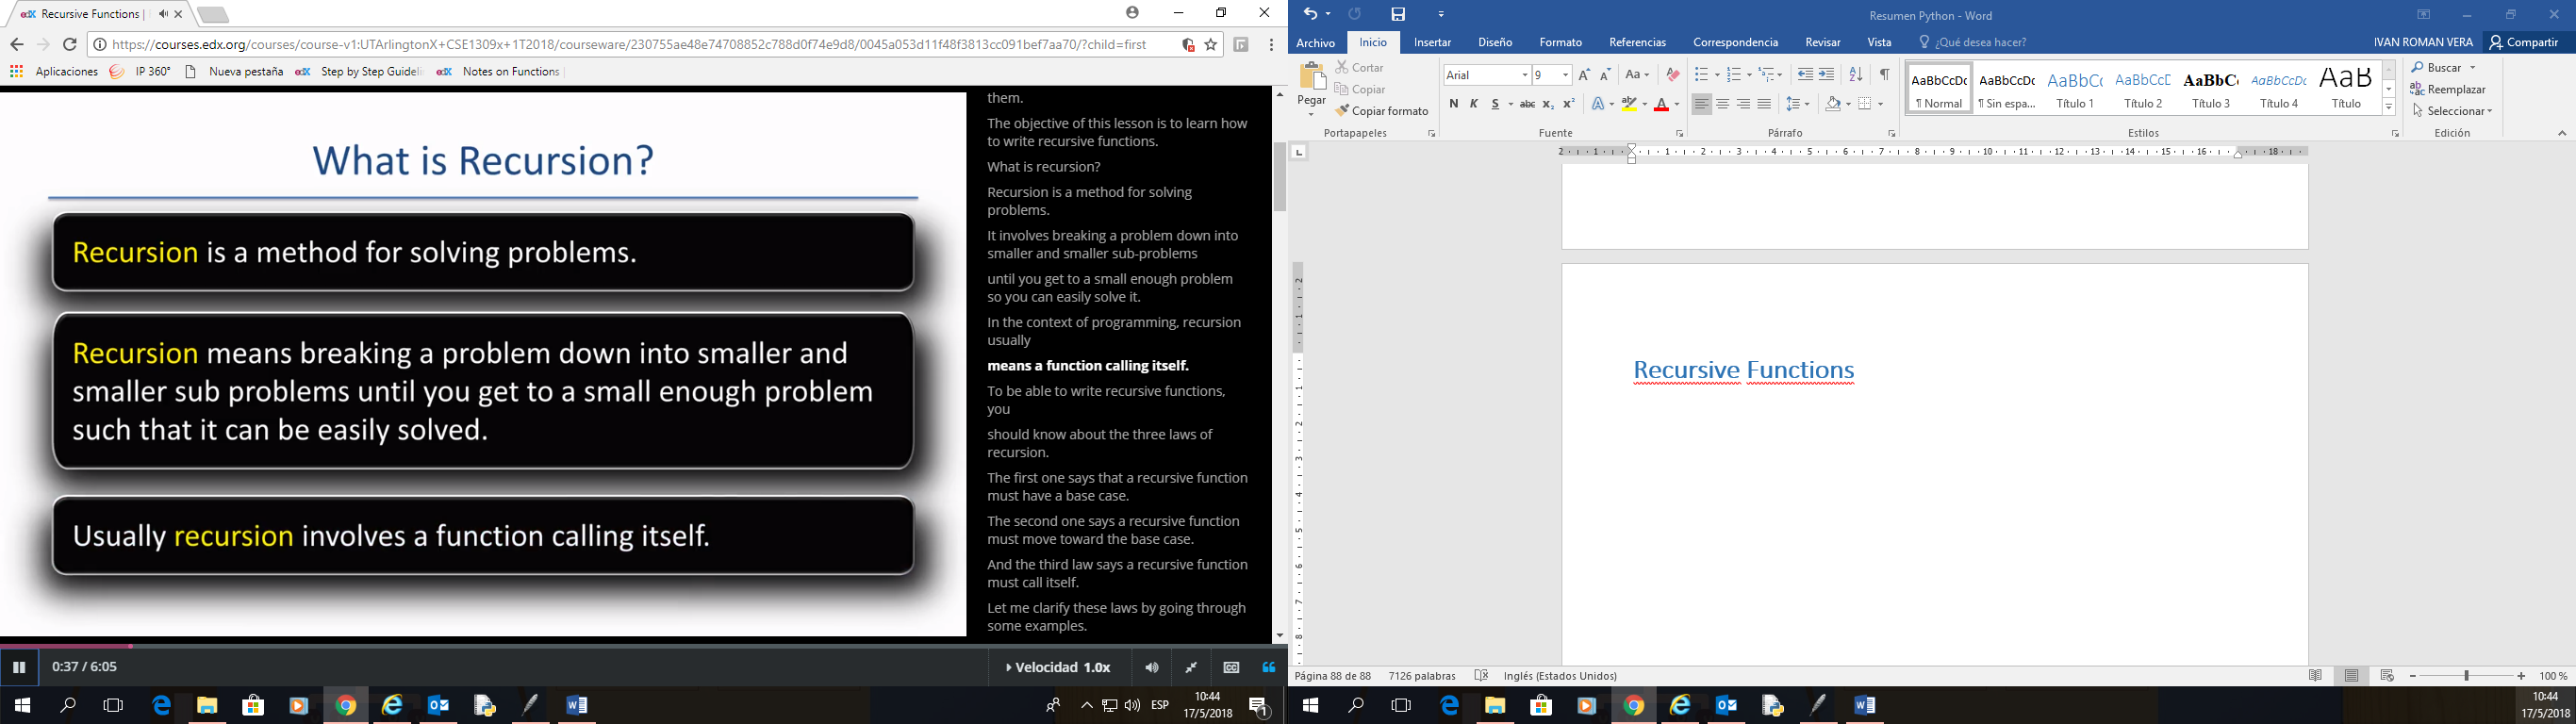 edX Recursive Functions |
https://courses.edx.org/courses/course-v1:UTArlingtonX+CSE1309x+1T2018/courseware/230755ae48e74708852c788d0f74e9d8/0045a053d11f48f3813cc091bef7aa70/?child=first
Aplicaciones IP 360° Nueva pestaña edX Step by Step Guideli edX Notes on Functions
What is Recursion?
Recursion is a method for solving problems.
Recursion means breaking a problem down into smaller and
smaller sub problems until you get to a small enough problem
such that it can be easily solved.
Usually recursion involves a function calling itself.
them.
The objective of this lesson is to learn how
to write recursive functions.
What is recursion?
Recursion is a method for solving
problems.
It involves breaking a problem down into
smaller and smaller sub-problems
until you get to a small enough problem
so you can easily solve it.
In the context of programming, recursion
usually
means a function calling itself.
To be able to write recursive functions,
you
should know about the three laws of
recursion.
The first one says that a recursive function
must have a base case.
The second one says a recursive function
must move toward the base case.
And the third law says a recursive function
must call itself.
Let me clarify these laws by going through
some examples.
0:37 / 6:05 Velocidad 1.0x
ESP 10:44
17/5/2018
Resumen Python - Word
Archivo Inicio Insertar Diseño Formato Referencias Correspondencia Revisar Vista ¿Qué desea hacer? IVAN ROMAN VERA Compartir
Pegar
Cortar
Copiar
Copiar formato
Portapapeles
Arial 9
N K S abc x₂ x²
Fuente
Párrafo
AaBbCcDc AaBbCcDc AaBbC( AaBbCcE AaBbC( AaBbCcDc AaB
¶ Normal ¶ Sin espa... Título 1 Título 2 Título 3 Título 4 Título
Estilos
Buscar
Reemplazar
Seleccionar
Edición
Recursive Functions
Página 88 de 88 7126 palabras Inglés (Estados Unidos) 100 %
10:44
17/5/2018